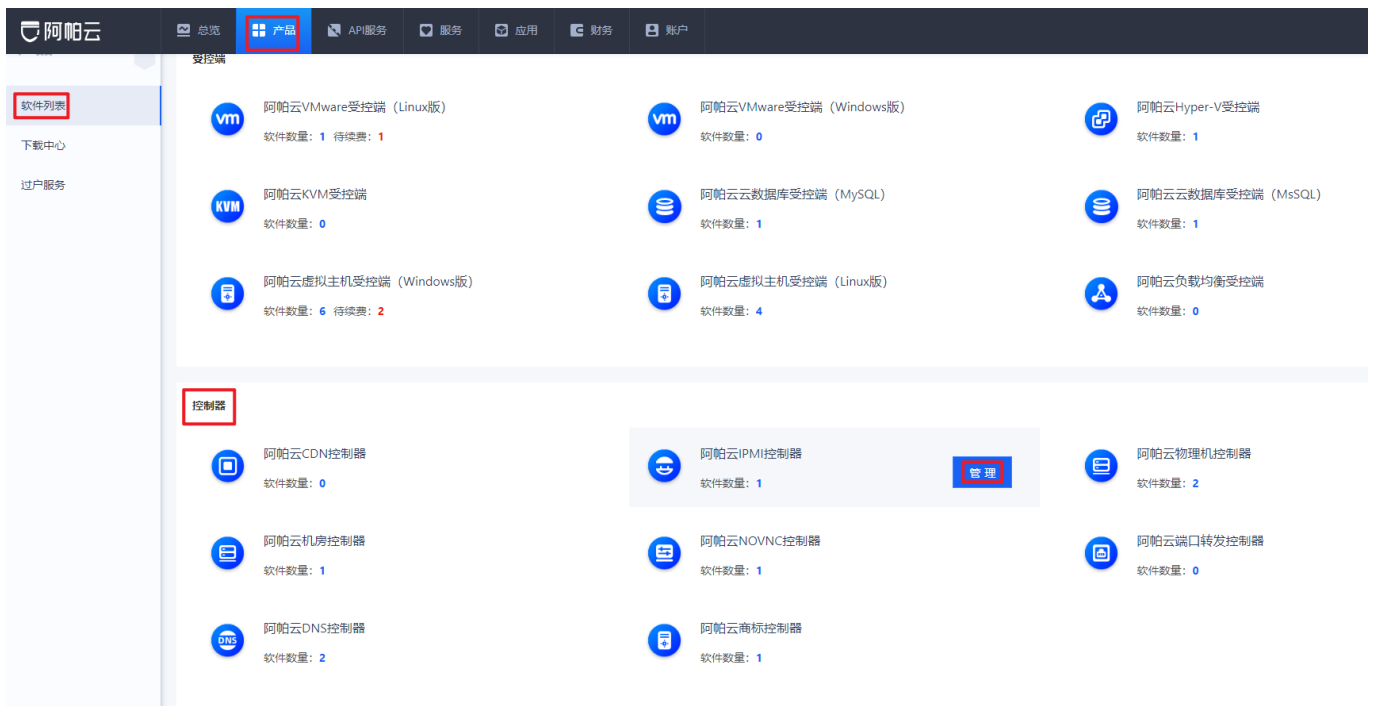 阿帕云
总览
产品
API服务
服务
应用
财务
账户
软件列表
下载中心
过户服务
受控端
vm
阿帕云VMware受控端（Linux版）
软件数量：1 待续费：1
vm
阿帕云VMware受控端（Windows版）
软件数量：0
阿帕云Hyper-V受控端
软件数量：1
KVM
阿帕云KVM受控端
软件数量：0
阿帕云云数据库受控端（MySQL）
软件数量：1
阿帕云云数据库受控端（MsSQL）
软件数量：1
阿帕云虚拟主机受控端（Windows版）
软件数量：6 待续费：2
阿帕云虚拟主机受控端（Linux版）
软件数量：4
阿帕云负载均衡受控端
软件数量：0
控制器
阿帕云CDN控制器
软件数量：0
阿帕云IPMI控制器
软件数量：1
管 理
阿帕云物理机控制器
软件数量：2
阿帕云机房控制器
软件数量：1
阿帕云NOVNC控制器
软件数量：1
阿帕云端口转发控制器
软件数量：0
DNS
阿帕云DNS控制器
软件数量：2
阿帕云商标控制器
软件数量：1